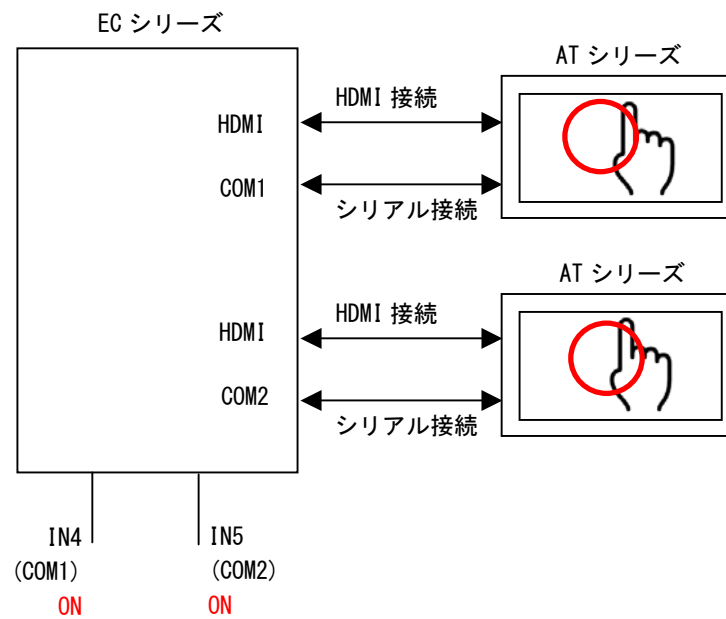 EC シリーズ
AT シリーズ
HDMI
HDMI 接続
COM1
シリアル接続
AT シリーズ
HDMI
HDMI 接続
COM2
シリアル接続
IN4
(COM1)
ON
IN5
(COM2)
ON